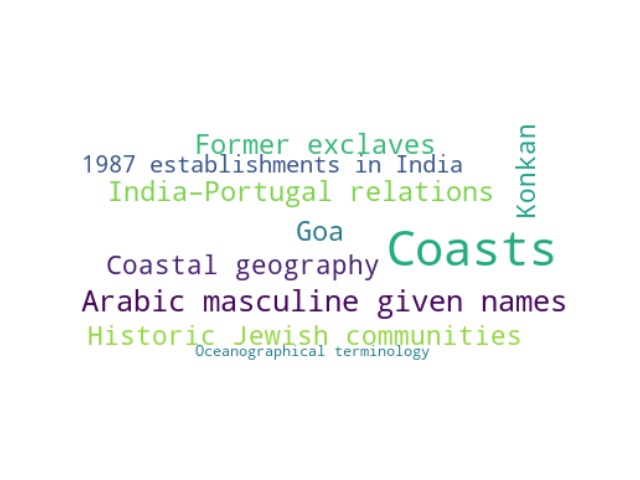 Former exclaves
1987 establishments in India
India–Portugal relations
Konkan
Goa
Coasts
Coastal geography
Arabic masculine given names
Historic Jewish communities
Oceanographical terminology